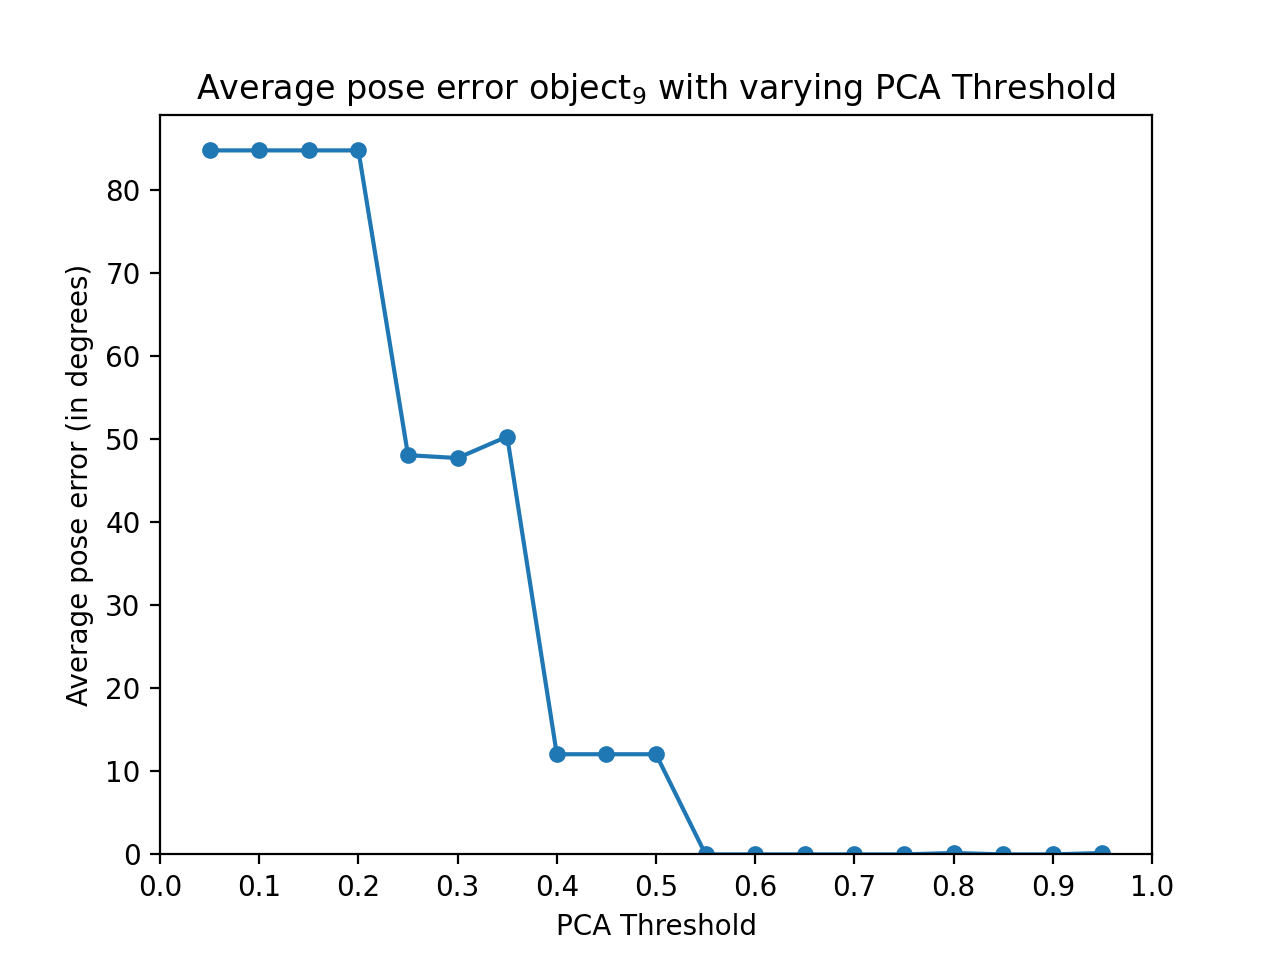 Average pose error object₉ with varying PCA Threshold
Average pose error (in degrees)
80
70
60
50
40
30
20
10
0
0.0 0.1 0.2 0.3 0.4 0.5 0.6 0.7 0.8 0.9 1.0
PCA Threshold